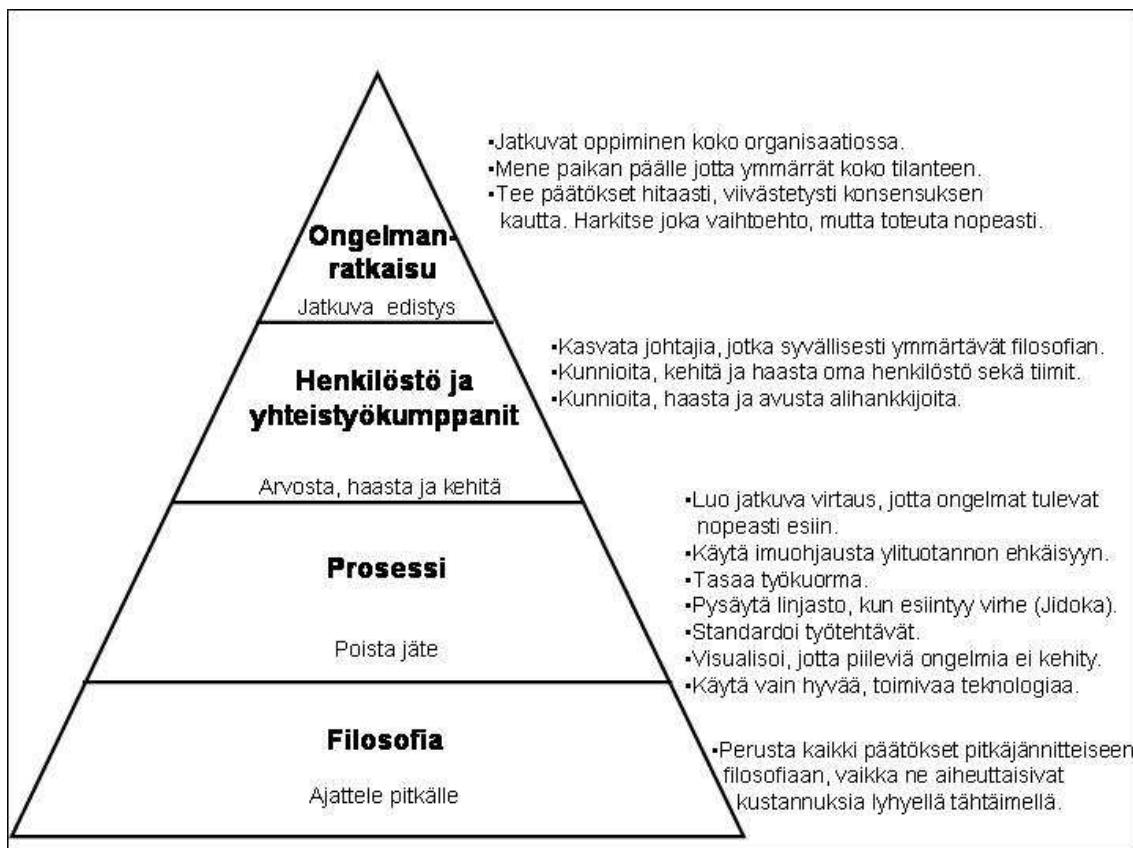 ▪Jatkuvat oppiminen koko organisaatiossa.
▪Mene paikan päälle jotta ymmärrät koko tilanteen.
▪Tee päätökset hitaasti, viivästetysti konsensuksen
kautta. Harkitse joka vaihtoehto, mutta toteuta nopeasti.
Ongelman-
ratkaisu
Jatkuva edistys
▪Kasvata johtajia, jotka syvällisesti ymmärtävät filosofian.
▪Kunnioita, kehitä ja haasta oma henkilöstö sekä tiimit.
▪Kunnioita, haasta ja avusta alihankkijoita.
Henkilöstö ja
yhteistyökumppanit
Arvosta, haasta ja kehitä
▪Luo jatkuva virtaus, jotta ongelmat tulevat
nopeasti esiin.
▪Käytä imuohjausta ylituotannon ehkäisyyn.
▪Tasaa työkuorma.
▪Pysäytä linjasto, kun esiintyy virhe (Jidoka).
▪Standardoi työtehtävät.
▪Visualisoi, jotta piileviä ongelmia ei kehity.
▪Käytä vain hyvää, toimivaa teknologiaa.
Prosessi
Poista jäte
Filosofia
Ajattele pitkälle
▪Perusta kaikki päätökset pitkäjännitteiseen
filosofiaan, vaikka ne aiheuttaisivat
kustannuksia lyhyellä tähtäimellä.